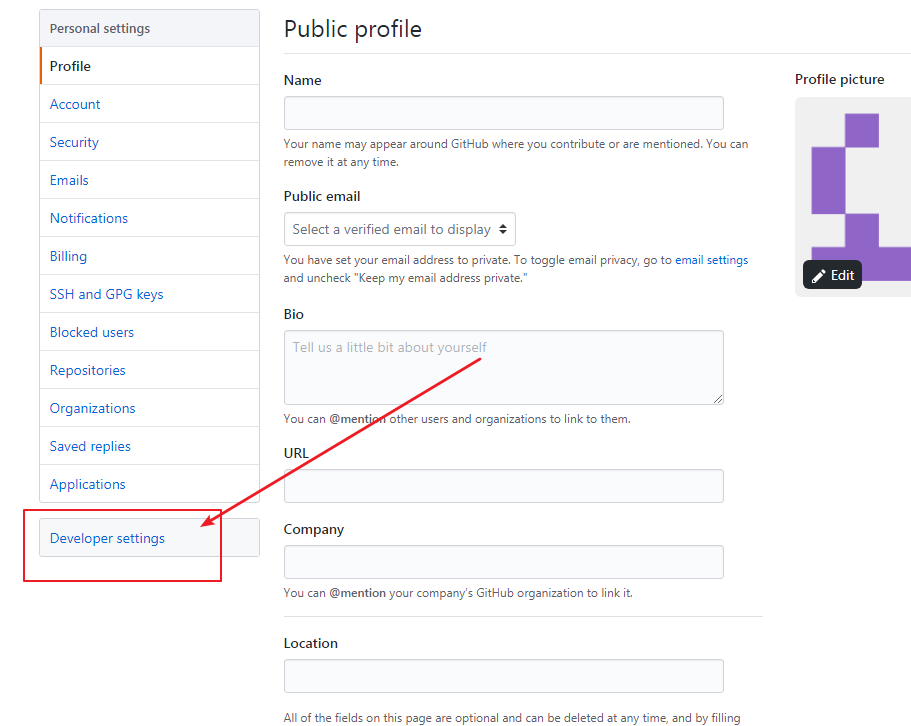 Personal settings
Profile
Account
Security
Emails
Notifications
Billing
SSH and GPG keys
Blocked users
Repositories
Organizations
Saved replies
Applications
Developer settings
Public profile
Name
Your name may appear around GitHub where you contribute or are mentioned. You can
remove it at any time.
Public email
Select a verified email to display
You have set your email address to private. To toggle email privacy, go to email settings
and uncheck "Keep my email address private."
Bio
Tell us a little bit about yourself
You can @mention other users and organizations to link to them.
URL
Company
You can @mention your company's GitHub organization to link it.
Location
All of the fields on this page are optional and can be deleted at any time, and by filling
Profile picture
Edit